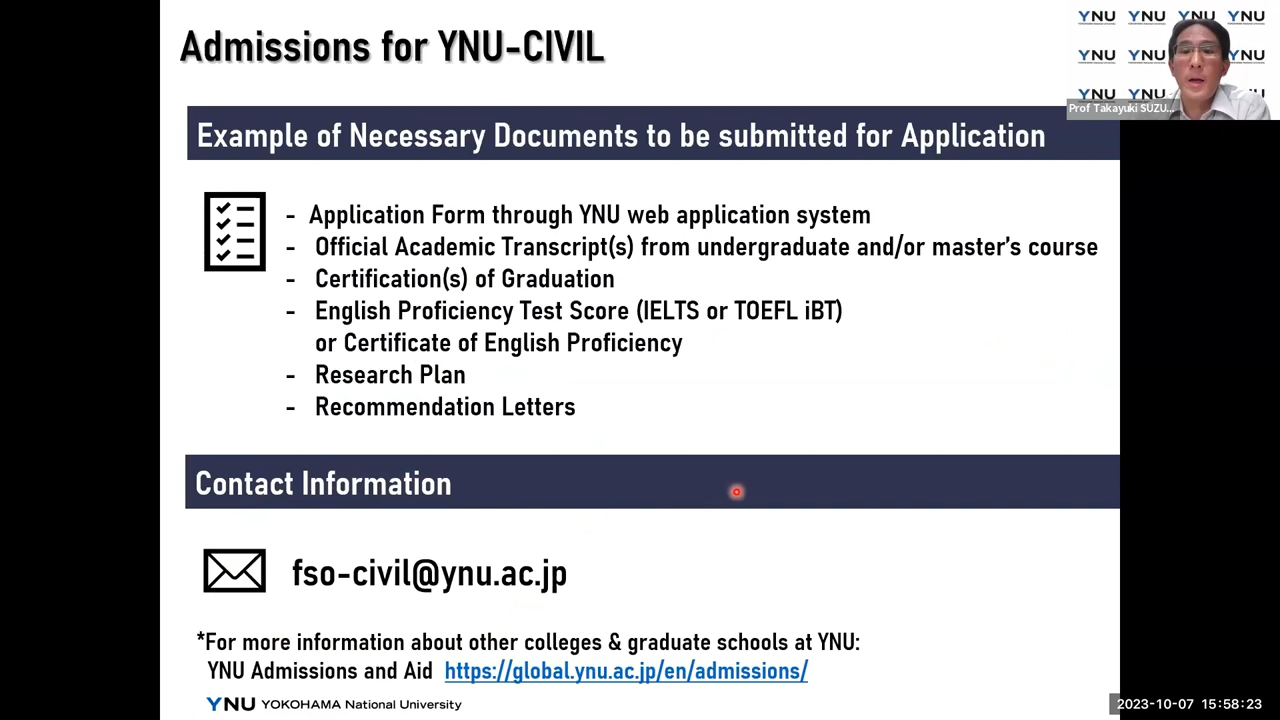 Admissions for YNU-CIVIL
YNU YNU YNU YNU
YNU YNU YNU
YNU YNU YNU
Prof Takayuki SUZU...
Example of Necessary Documents to be submitted for Application
- Application Form through YNU web application system
- Official Academic Transcript(s) from undergraduate and/or master's course
- Certification(s) of Graduation
- English Proficiency Test Score (IELTS or TOEFL iBT)
or Certificate of English Proficiency
- Research Plan
- Recommendation Letters
Contact Information
fso-civil@ynu.ac.jp
*For more information about other colleges & graduate schools at YNU:
YNU Admissions and Aid https://global.ynu.ac.jp/en/admissions/
YNU YOKOHAMA National University
2023-10-07 15:58:23